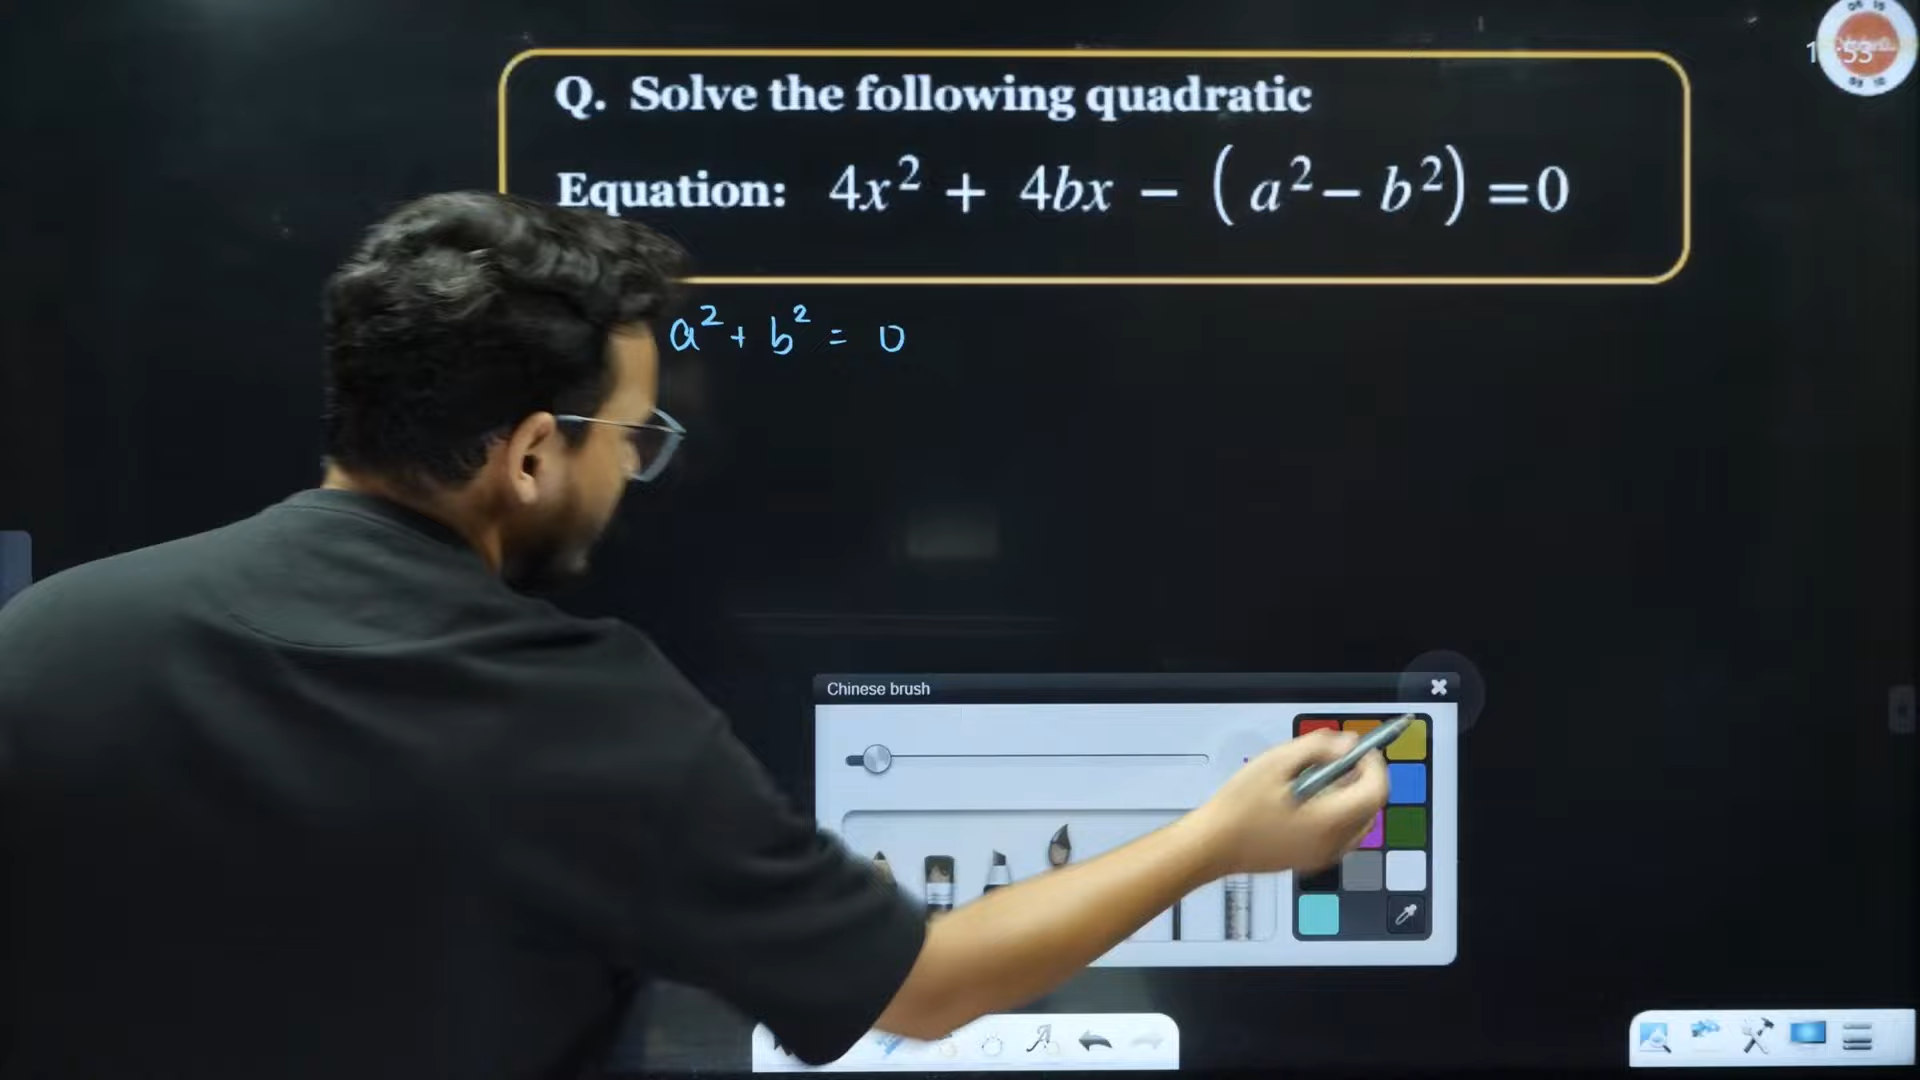 Q. Solve the following quadratic
Equation: 4x² + 4bx − ( a² − b²) =0
a² + b² = 0
Chinese brush